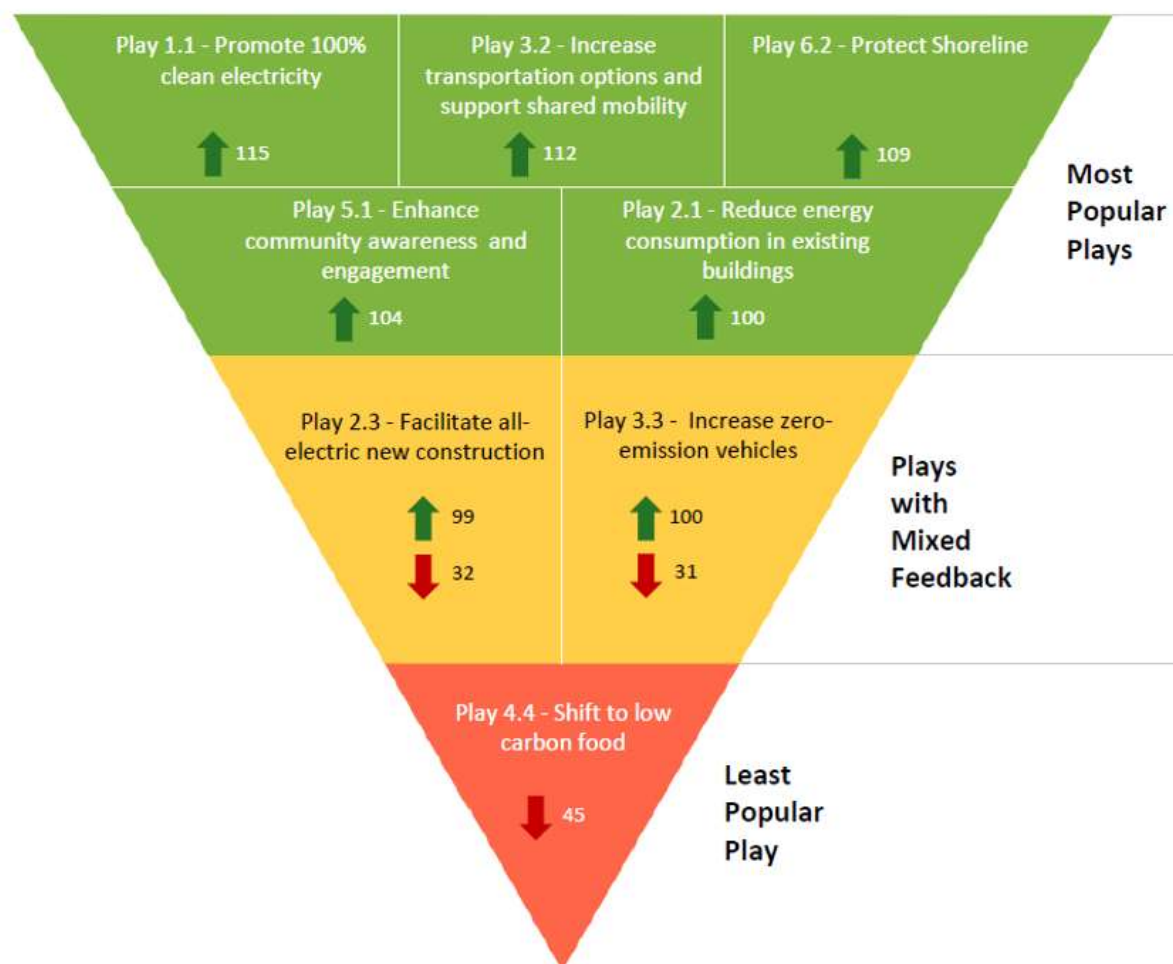 Play 1.1 - Promote 100%
clean electricity
115
Play 3.2 - Increase
transportation options and
support shared mobility
112
Play 6.2 - Protect Shoreline
109
Most
Popular
Plays
Play 5.1 - Enhance
community awareness and
engagement
104
Play 2.1 - Reduce energy
consumption in existing
buildings
100
Play 2.3 - Facilitate all-
electric new construction
99
32
Play 3.3 - Increase zero-
emission vehicles
100
31
Plays
with
Mixed
Feedback
Play 4.4 - Shift to low
carbon food
45
Least
Popular
Play